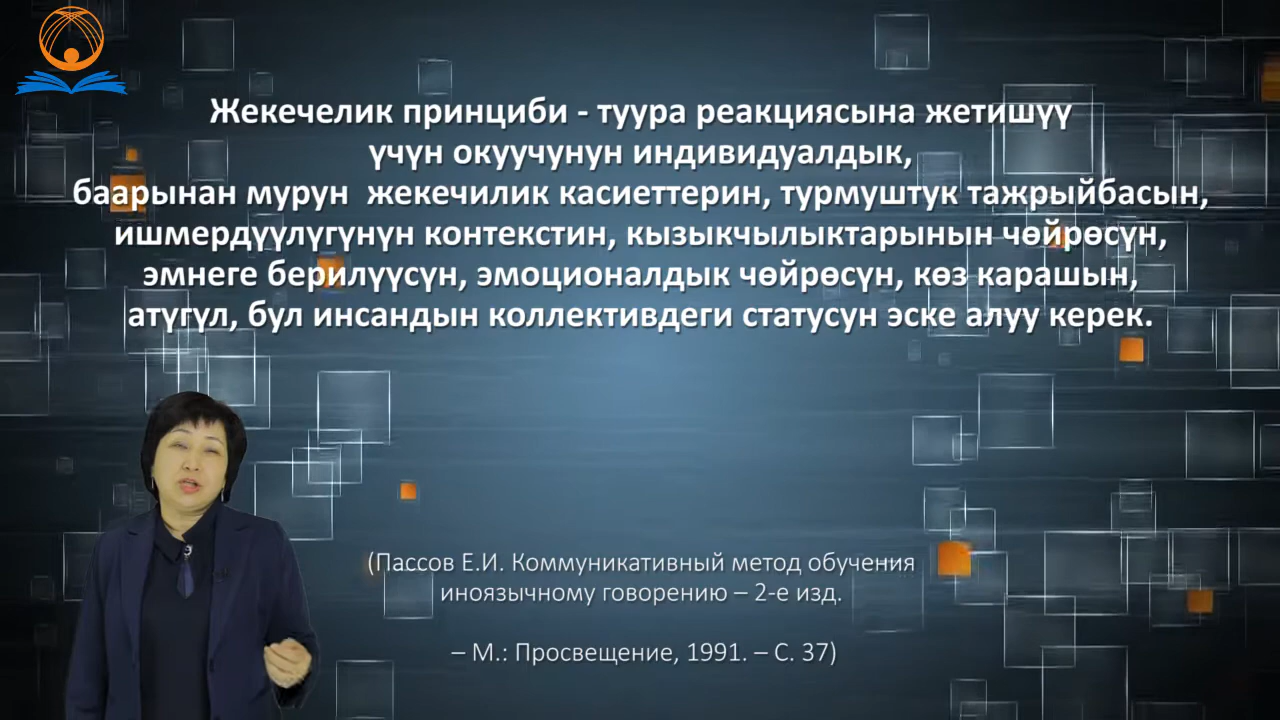 Жекечелик принциби - туура реакциясына жетишүү
үчүн окуучунун индивидуалдык,
баарынан мурун жекечилик касиеттерин, турмуштук тажрыйбасын,
ишмердүүлүгүнүн контекстин, кызыкчылыктарынын чөйрөсүн,
эмнеге берилүүсүн, эмоционалдык чөйрөсүн, көз карашын,
атүгүл, бул инсандын коллективдеги статусун эске алуу керек.
(Пассов Е.И. Коммуникативный метод обучения
иноязычному говорению – 2-е изд.
– М.: Просвещение, 1991. – С. 37)